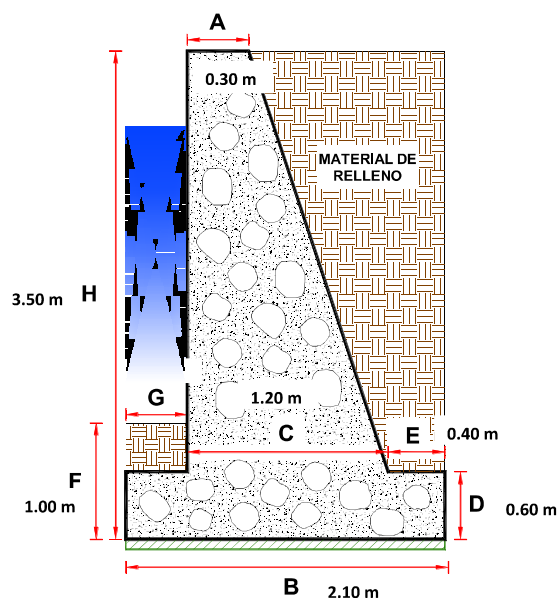 A
0.30 m
MATERIAL DE
RELLENO
H
3.50 m
G
1.20 m
C
E
0.40 m
F
1.00 m
D
0.60 m
B
2.10 m